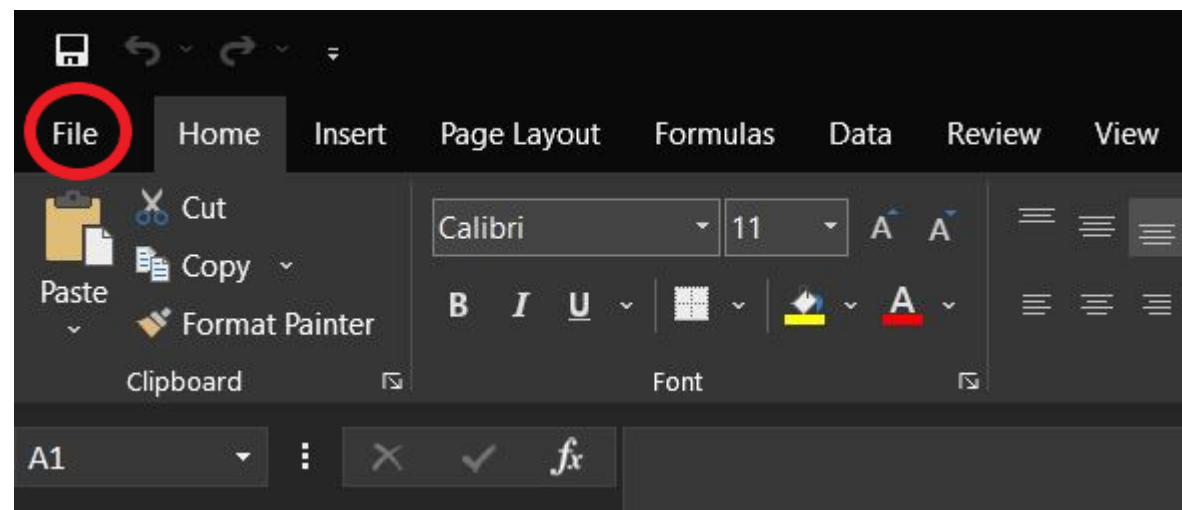 File Home Insert Page Layout Formulas Data Review View
Cut
Calibri 11 A A
Copy
Paste
B I U A
Format Painter
Clipboard Font
A1 fx